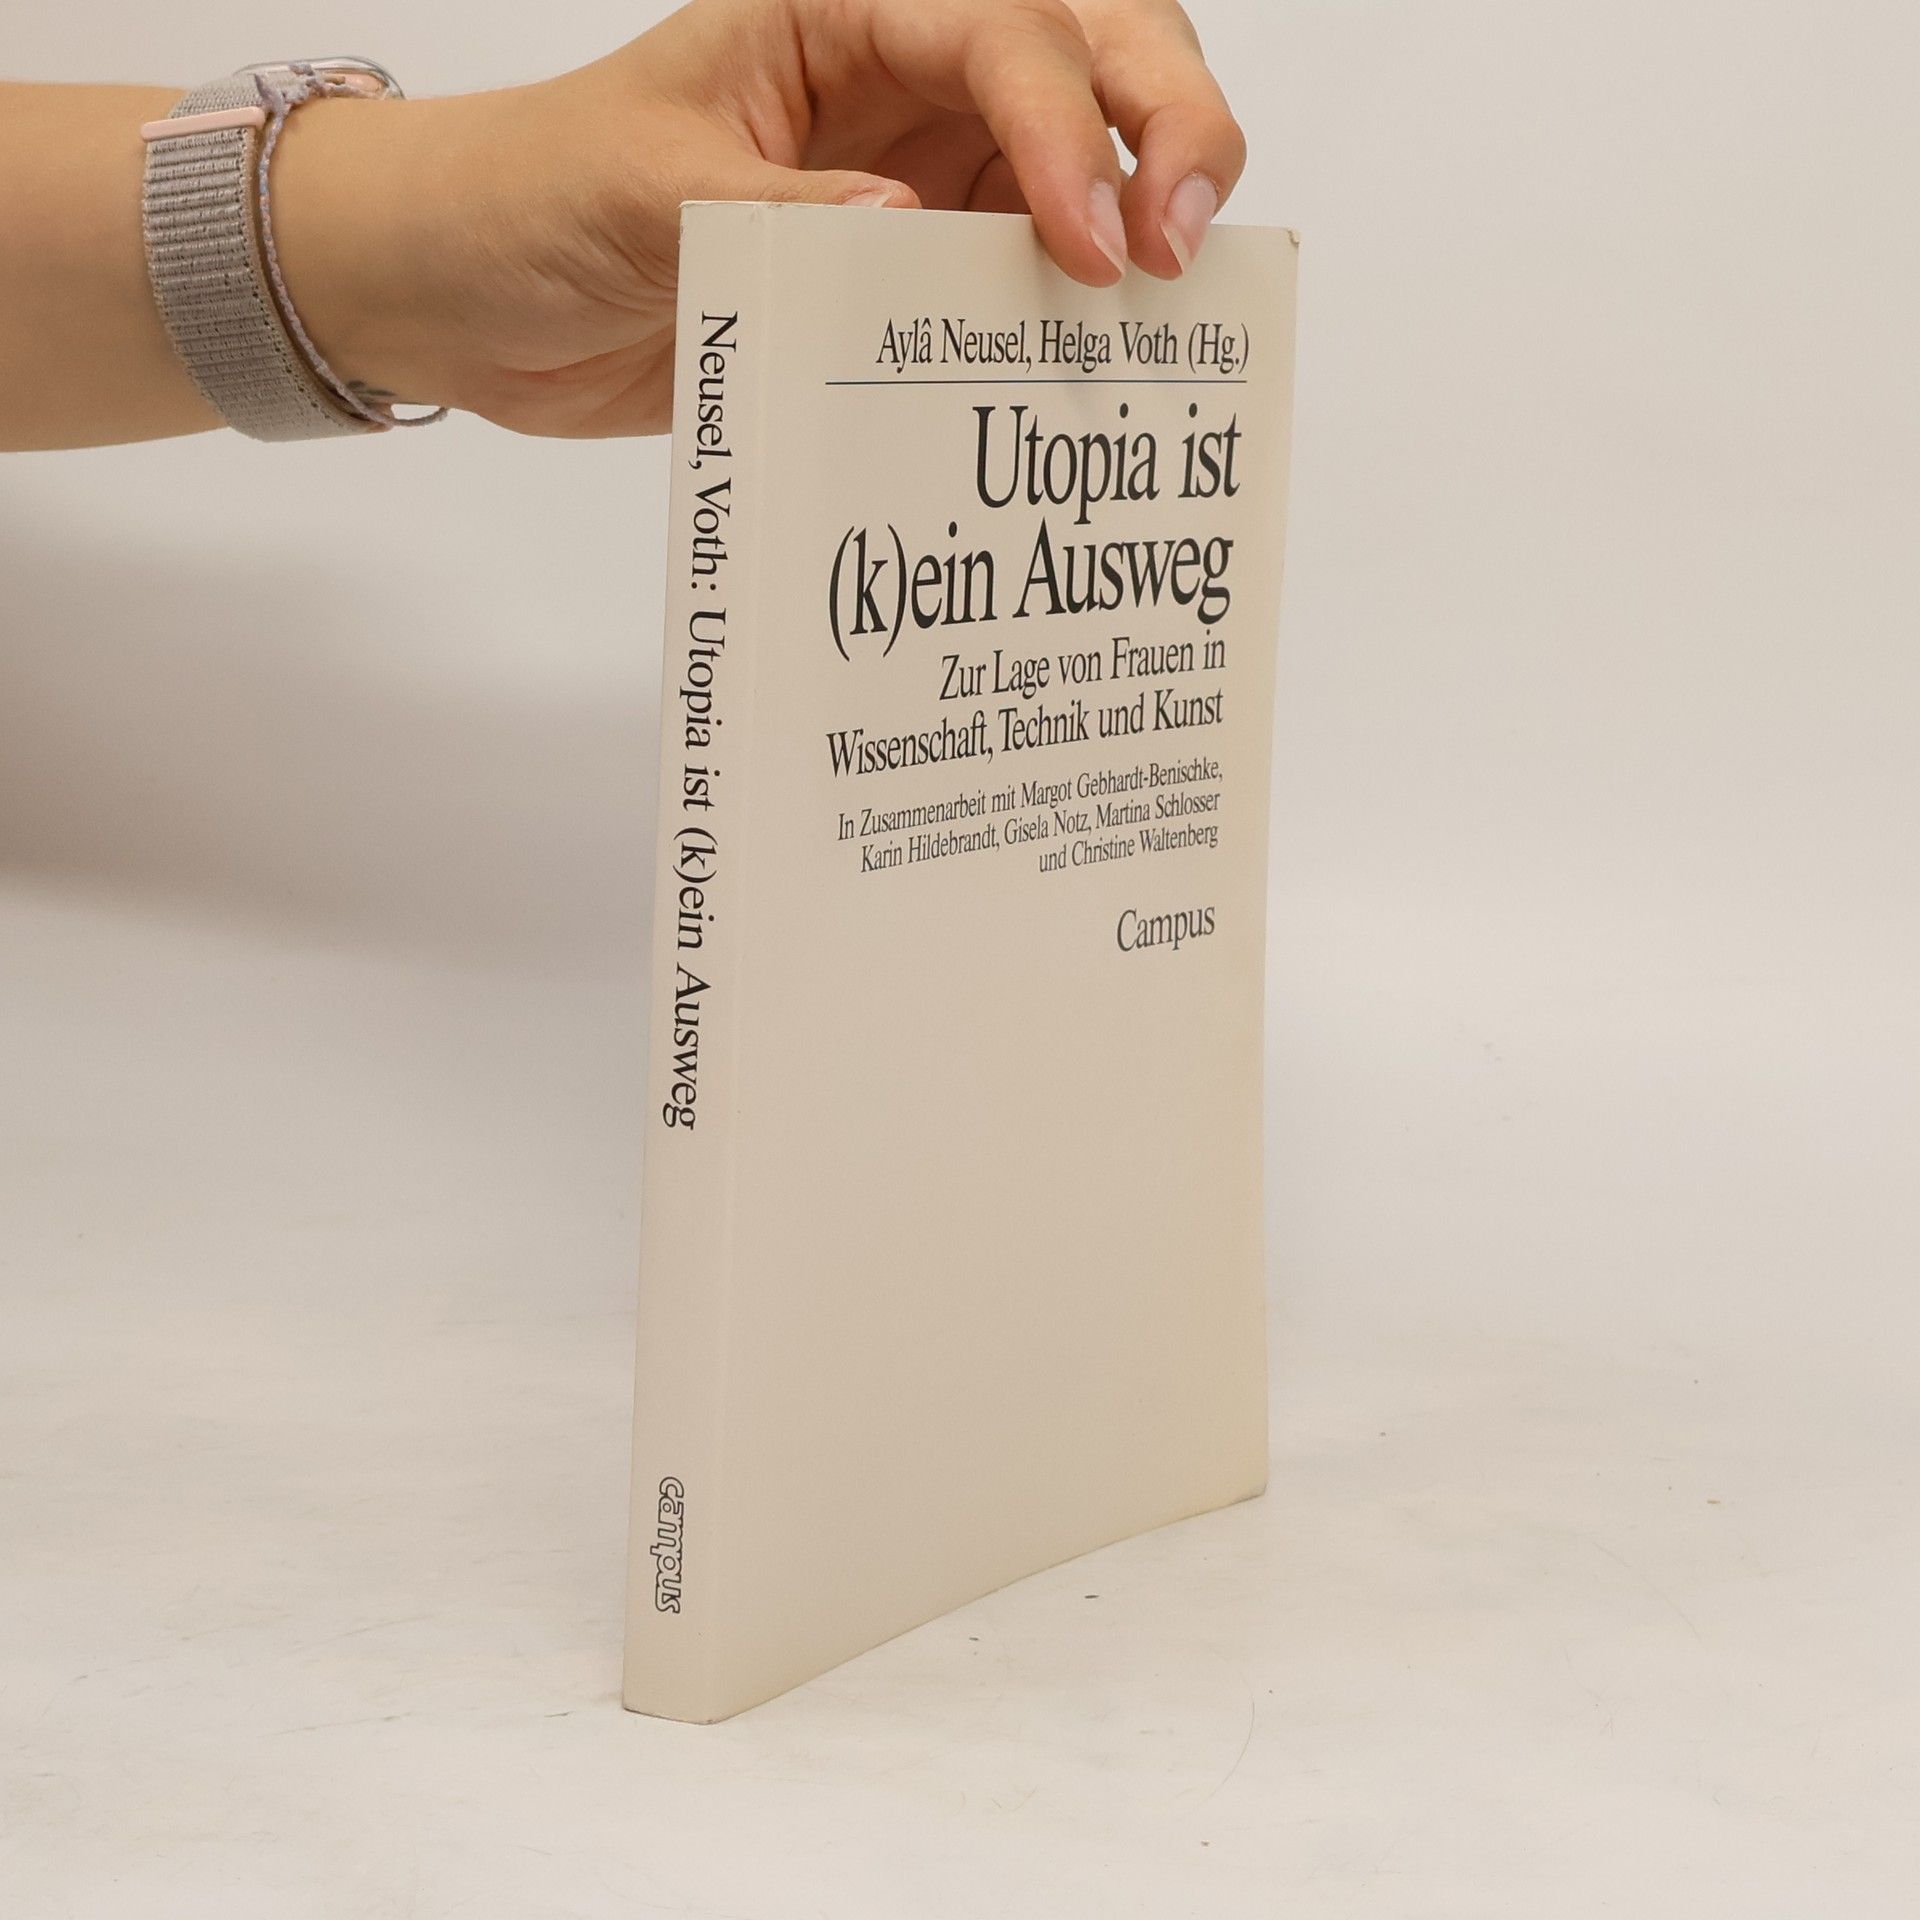 Neusel, Voth: Utopia ist (k)ein Ausweg
campus
Aylâ Neusel, Helga Voth (Hg.)
Utopia ist
(k)ein Ausweg
Zur Lage von Frauen in
Wissenschaft, Technik und Kunst
In Zusammenarbeit mit Margot Gebhardt-Benischke,
Karin Hildebrandt, Gisela Notz, Martina Schlosser
und Christine Waltenberg
Campus